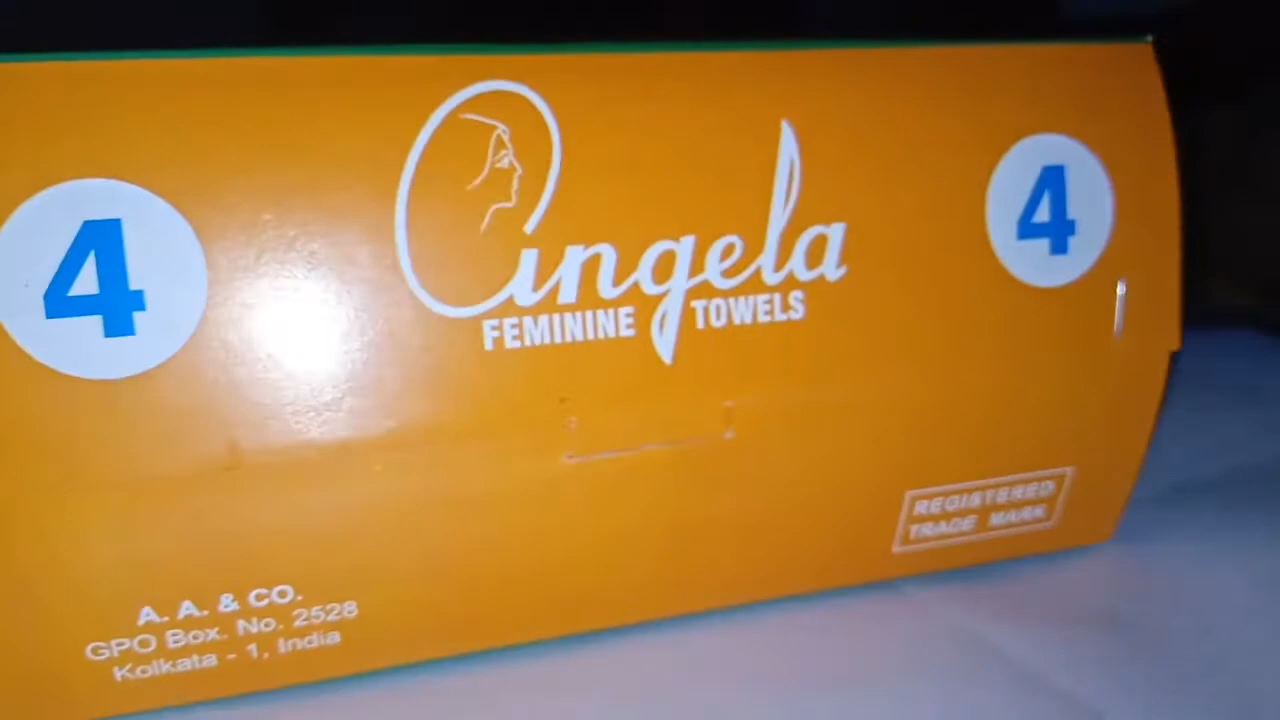 4
Angela
FEMININE TOWELS
4
REGISTERED
TRADE MARK
A. A. & CO.
GPO Box. No. 2528
Kolkata - 1, India